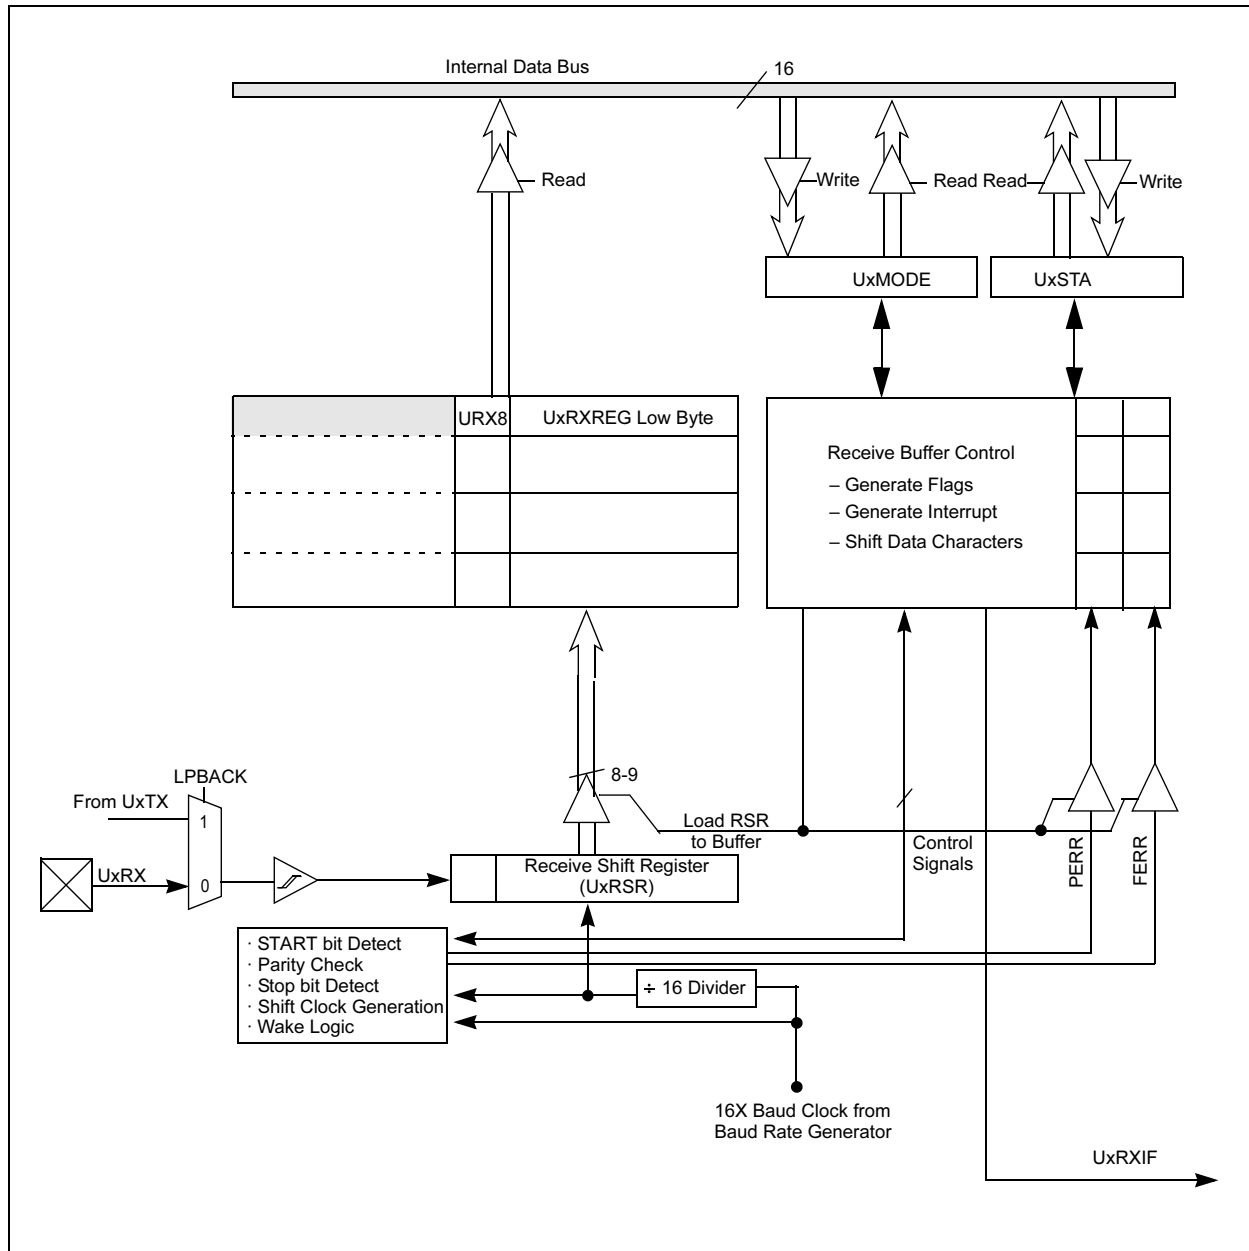 Internal Data Bus
16
Read
Write
Read Read
Write
UxMODE
UxSTA
URX8
UxRXREG Low Byte
Receive Buffer Control
– Generate Flags
– Generate Interrupt
– Shift Data Characters
LPBACK
From UxTX
1
UxRX
0
8-9
Load RSR
to Buffer
Control
Signals
PERR
FERR
Receive Shift Register
(UxRSR)
· START bit Detect
· Parity Check
· Stop bit Detect
· Shift Clock Generation
· Wake Logic
÷ 16 Divider
16X Baud Clock from
Baud Rate Generator
UxRXIF